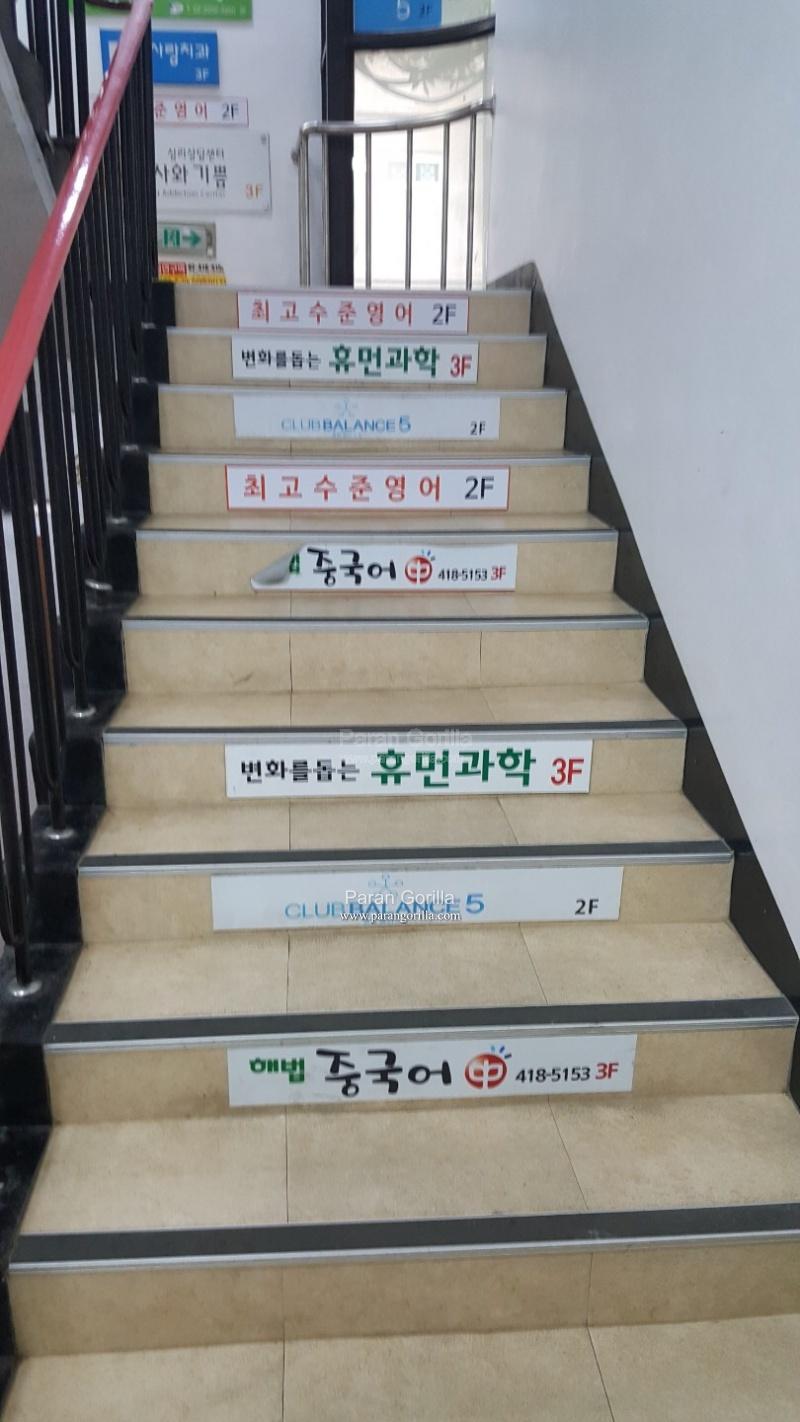 5 3F
사랑치과
3F
준영어 2F
심리상담센터
사와 기쁨
3F
최고수준영어 2F
변화를돕는 휴먼과학 3F
CLUB BALANCE 5 2F
최고수준영어 2F
중국어 中 418-5153 3F
변화를돕는 휴먼과학 3F
CLUB BALANCE 5 2F
Paran Gorilla
www.parangorilla.com
해법 중국어 中 418-5153 3F